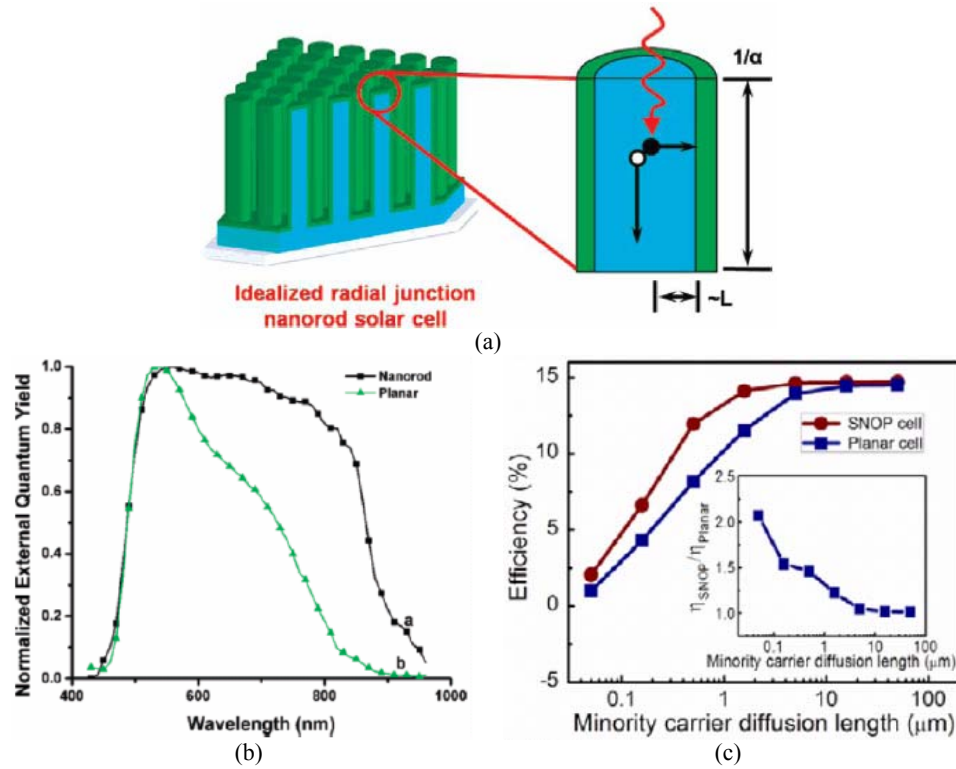 1/α
~L
Idealized radial junction
nanorod solar cell
(a)
Normalized External Quantum Yield
1.0
0.8
0.6
0.4
0.2
0.0
400
600
800
1000
Wavelength (nm)
Nanorod
Planar
a
b
(b)
Efficiency (%)
15
10
5
0
-5
0.1
1
10
100
Minority carrier diffusion length (μm)
SNOP cell
Planar cell
ηSNOP/ηPlanar
2.5
2.0
1.5
1.0
0.1
1
10
100
Minority carrier diffusion length (μm)
(c)